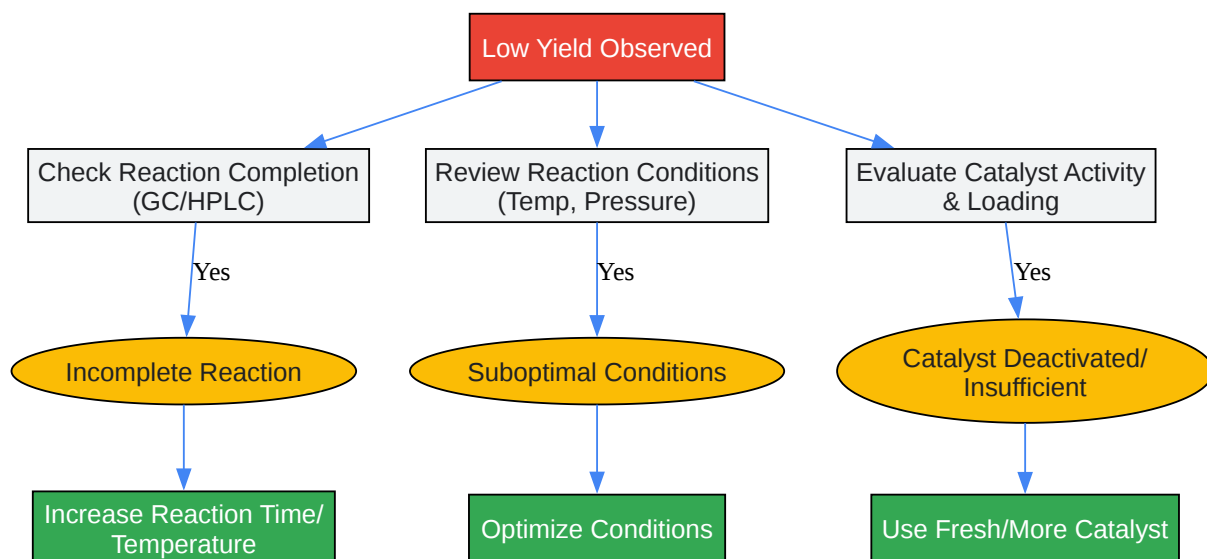 Low Yield Observed
Check Reaction Completion
(GC/HPLC)
Review Reaction Conditions
(Temp, Pressure)
Evaluate Catalyst Activity
& Loading
Yes
Yes
Yes
Incomplete Reaction
Suboptimal Conditions
Catalyst Deactivated/
Insufficient
Increase Reaction Time/
Temperature
Optimize Conditions
Use Fresh/More Catalyst